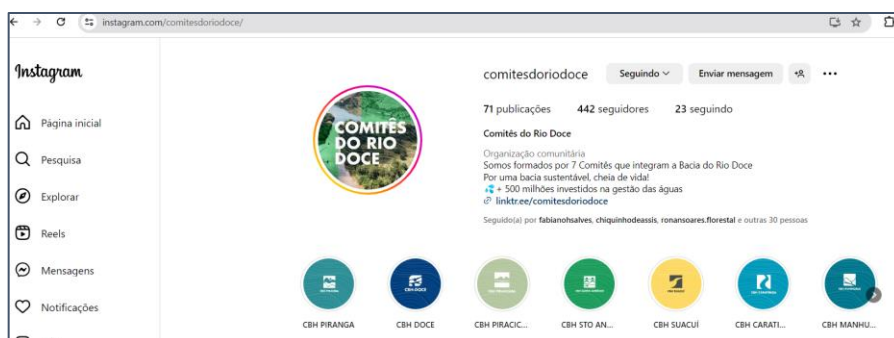 instagram.com/comitesdoriodoce/
Instagram
comitesdoriodoce Seguindo Enviar mensagem
71 publicações 442 seguidores 23 seguindo
COMITÊS
DO RIO
DOCE
Comitês do Rio Doce
Organização comunitária
Somos formados por 7 Comitês que integram a Bacia do Rio Doce
Por uma bacia sustentável, cheia de vida!
💦+ 500 milhões investidos na gestão das águas
linktr.ee/comitesdoriodoce
Seguido(a) por fabianohsalves, chiquinhodeassis, ronansoares.florestal e outras 30 pessoas
Página inicial
Pesquisa
Explorar
Reels
Mensagens
Notificações
CBH-DOCE
CBH PIRANGA CBH DOCE CBH PIRACIC... CBH STO AN... CBH SUACUÍ CBH CARATI... CBH MANHU...